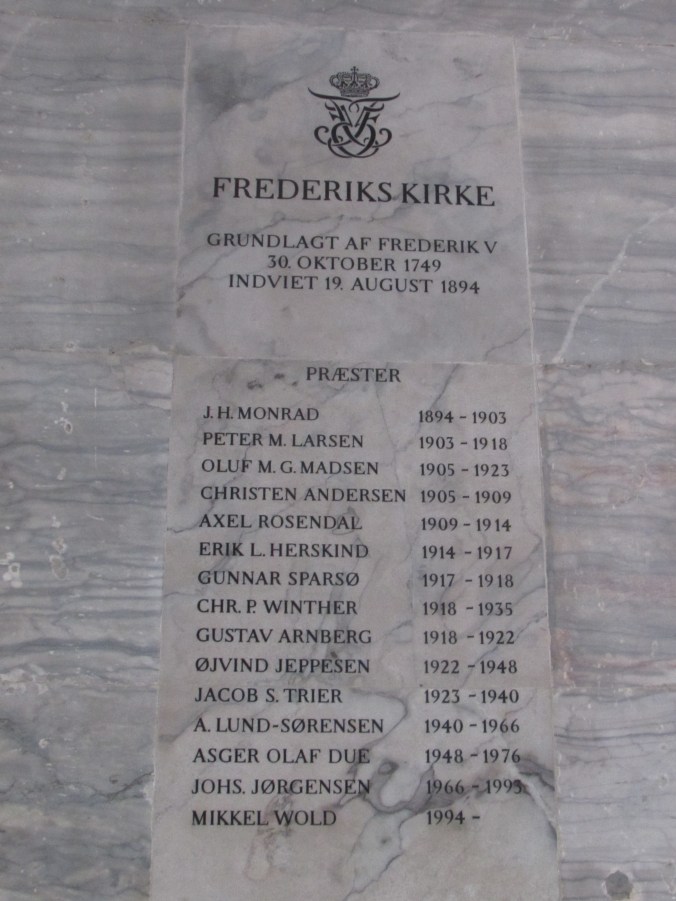 FREDERIKS KIRKE
GRUNDLAGT AF FREDERIK V
30. OKTOBER 1749
INDVIET 19. AUGUST 1894
PRÆSTER
J. H. MONRAD 1894 - 1903
PETER M. LARSEN 1903 - 1918
OLUF M. G. MADSEN 1905 - 1923
CHRISTEN ANDERSEN 1905 - 1909
AXEL ROSENDAL 1909 - 1914
ERIK L. HERSKIND 1914 - 1917
GUNNAR SPARSØ 1917 - 1918
CHR. P. WINTHER 1918 - 1935
GUSTAV ARNBERG 1918 - 1922
ØJVIND JEPPESEN 1922 - 1948
JACOB S. TRIER 1923 - 1940
A. LUND-SØRENSEN 1940 - 1966
ASGER OLAF DUE 1948 - 1976
JOHS. JØRGENSEN 1966 - 1993
MIKKEL WOLD 1994 -